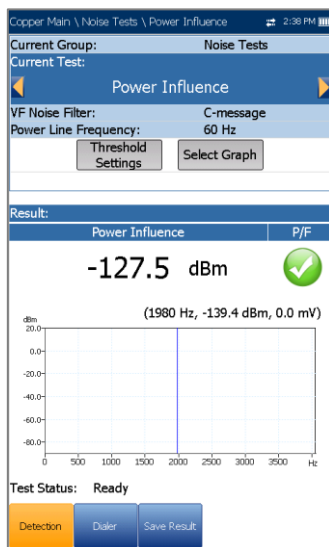 Copper Main \ Noise Tests \ Power Influence 2:38 PM
Current Group: Noise Tests
Current Test:
Power Influence
VF Noise Filter: C-message
Power Line Frequency: 60 Hz
Threshold Settings Select Graph
Result:
Power Influence P/F
-127.5 dBm
(1980 Hz, -139.4 dBm, 0.0 mV)
dBm
20.0
0.0
-20.0
-40.0
-60.0
-80.0
0 500 1000 1500 2000 2500 3000 3500 Hz
Test Status: Ready
Detection Dialer Save Result